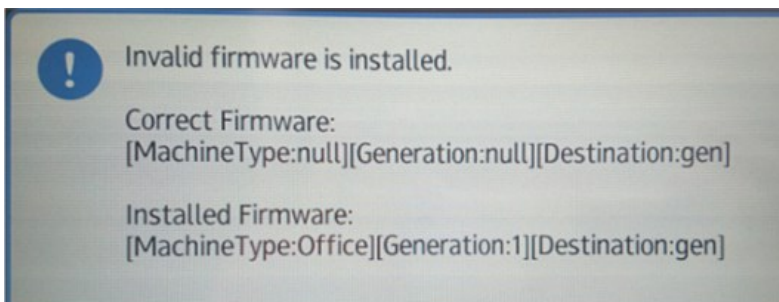 Invalid firmware is installed.
Correct Firmware:
[MachineType:null][Generation:null][Destination:gen]
Installed Firmware:
[MachineType:Office][Generation:1][Destination:gen]